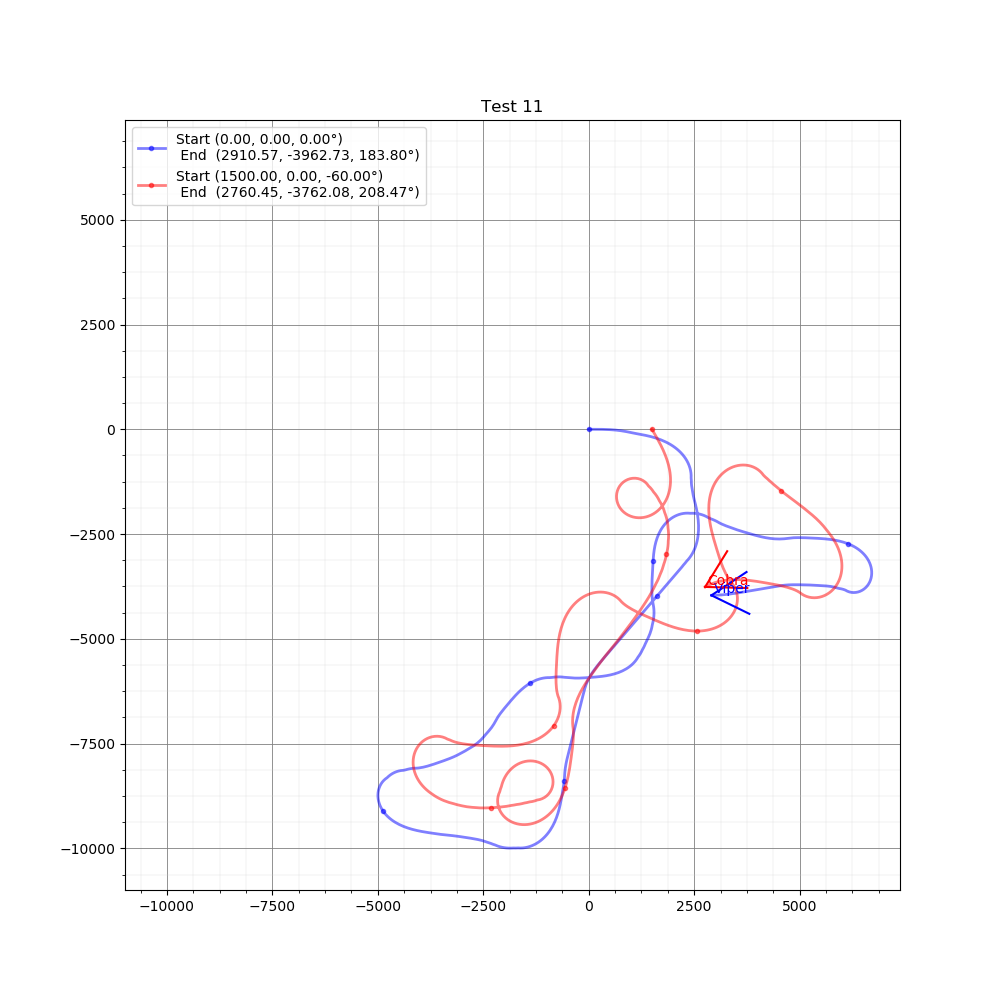 Test 11
Start (0.00, 0.00, 0.00°)
End (2910.57, -3962.73, 183.80°)
Start (1500.00, 0.00, -60.00°)
End (2760.45, -3762.08, 208.47°)
5000
2500
0
−2500
−5000
−7500
−10000
Cobra
Viper
−10000 −7500 −5000 −2500 0 2500 5000